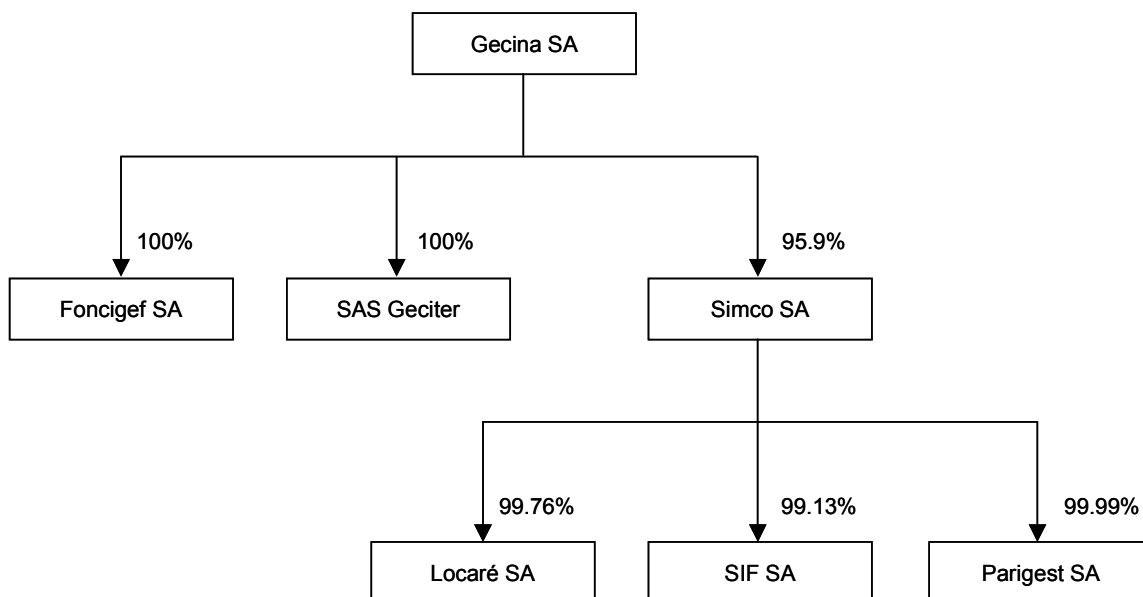 Gecina SA
100%
100%
95.9%
Foncigef SA
SAS Geciter
Simco SA
99.76%
99.13%
99.99%
Locaré SA
SIF SA
Parigest SA